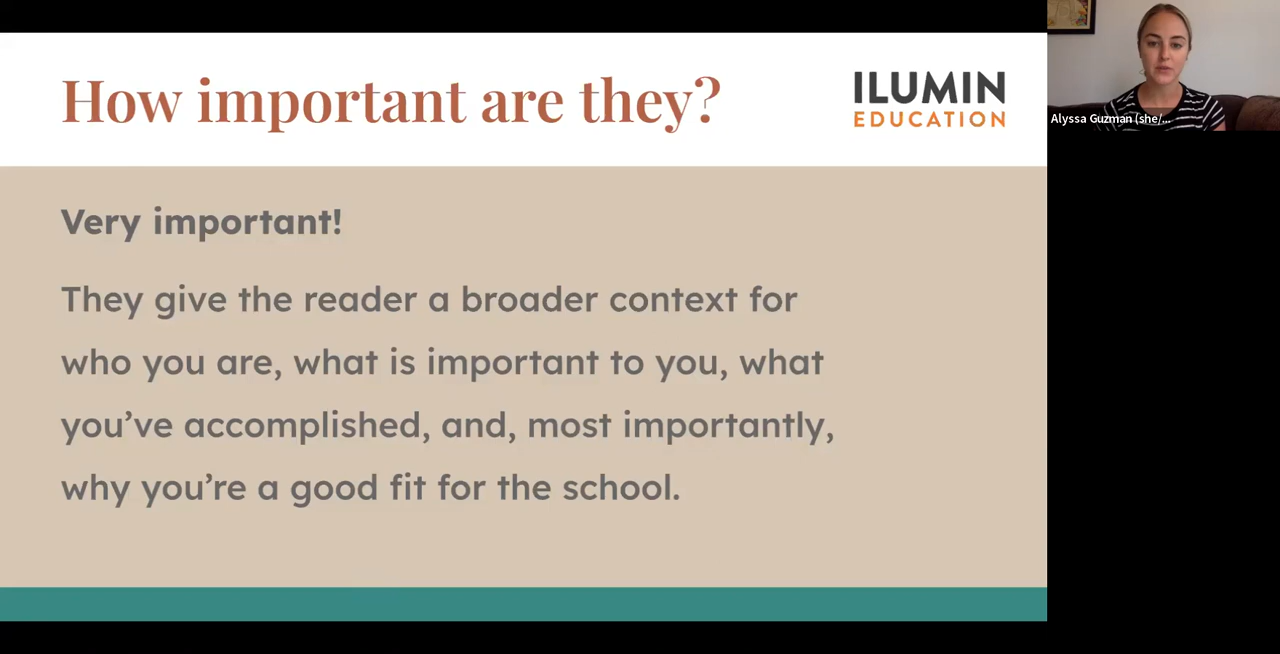 How important are they?
ILUMIN
EDUCATION
Alyssa Guzman (she/...
Very important!
They give the reader a broader context for
who you are, what is important to you, what
you’ve accomplished, and, most importantly,
why you’re a good fit for the school.